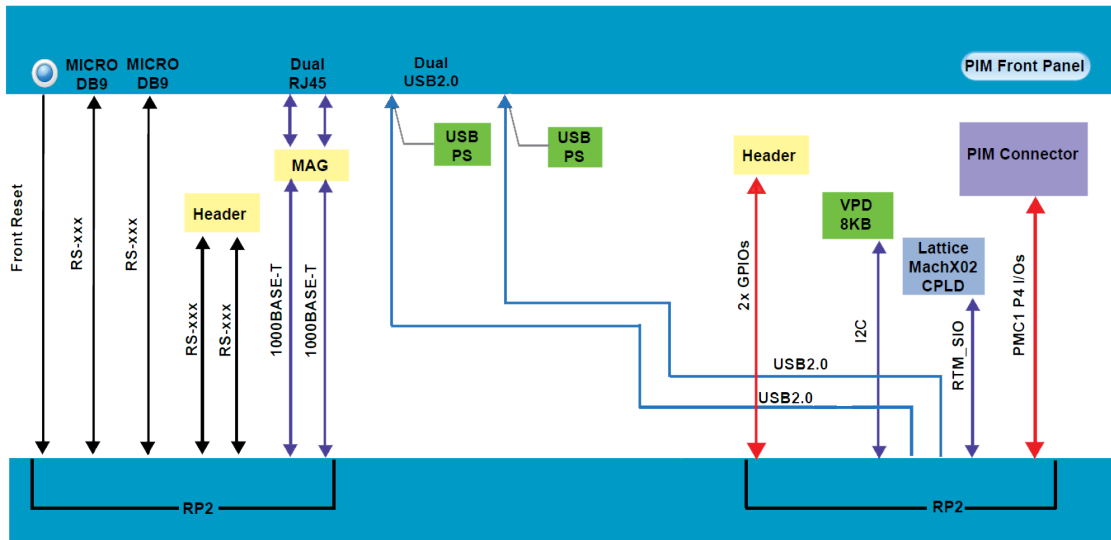 MICRO
DB9
MICRO
DB9
Dual
RJ45
Dual
USB2.0
PIM Front Panel
USB
PS
USB
PS
MAG
Header
Header
PIM Connector
VPD
8KB
Lattice
MachX02
CPLD
Front Reset
RS-xxx
RS-xxx
RS-xxx
RS-xxx
1000BASE-T
1000BASE-T
2x GPIOs
I2C
RTM_SIO
PMC1 P4 I/Os
USB2.0
USB2.0
RP2
RP2